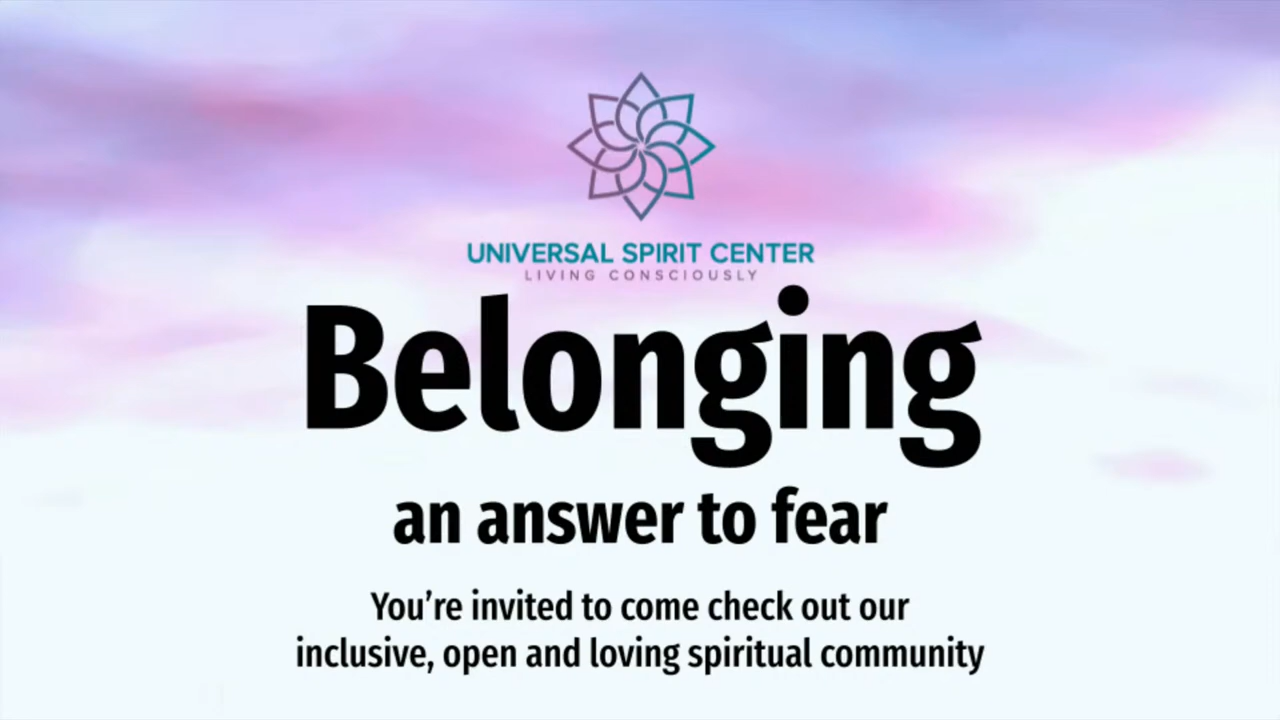 UNIVERSAL SPIRIT CENTER
LIVING CONSCIOUSLY
Belonging
an answer to fear
You’re invited to come check out our
inclusive, open and loving spiritual community